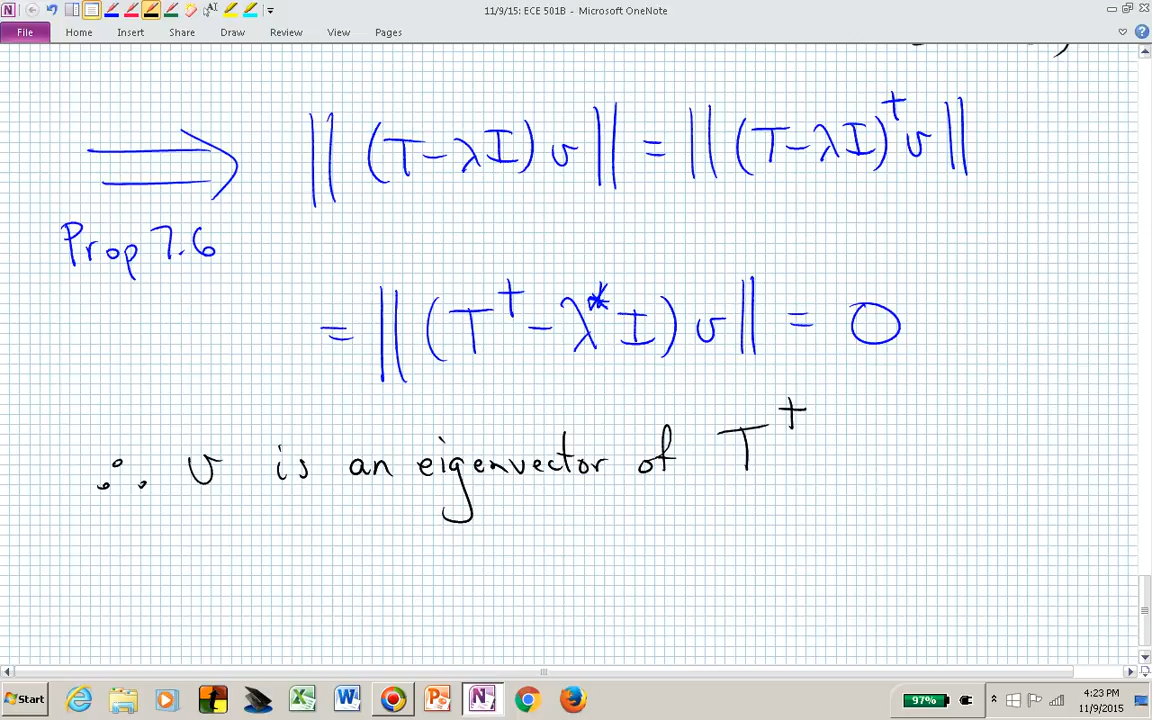 11/9/15: ECE 501B - Microsoft OneNote
File Home Insert Share Draw Review View Pages
⟹ ‖(T-λI)v‖ = ‖(T-λI)†v‖
Prop 7.6
= ‖(T† - λ*I)v‖ = 0
∴ v is an eigenvector of T†
Start
97%
4:23 PM
11/9/2015